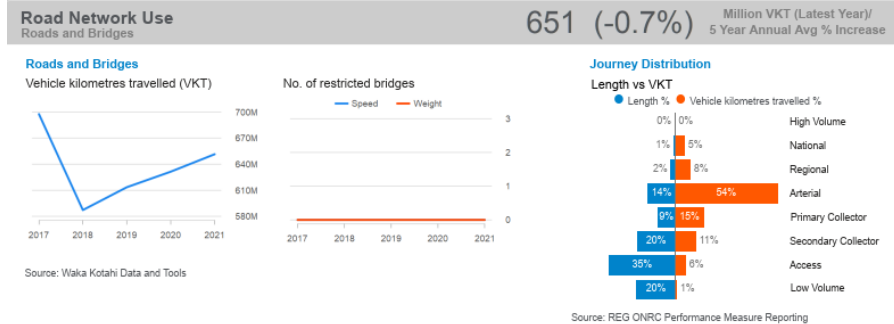 Road Network Use
Roads and Bridges
651 (-0.7%)
Million VKT (Latest Year)/
5 Year Annual Avg % Increase
Roads and Bridges
Vehicle kilometres travelled (VKT)
700M
670M
640M
610M
580M
2017 2018 2019 2020 2021
Source: Waka Kotahi Data and Tools
No. of restricted bridges
Speed Weight
3
2
1
0
2017 2018 2019 2020 2021
Journey Distribution
Length vs VKT
Length % Vehicle kilometres travelled %
0% 0% High Volume
1% 5% National
2% 8% Regional
14% 54% Arterial
9% 15% Primary Collector
20% 11% Secondary Collector
35% 6% Access
20% 1% Low Volume
Source: REG ONRC Performance Measure Reporting